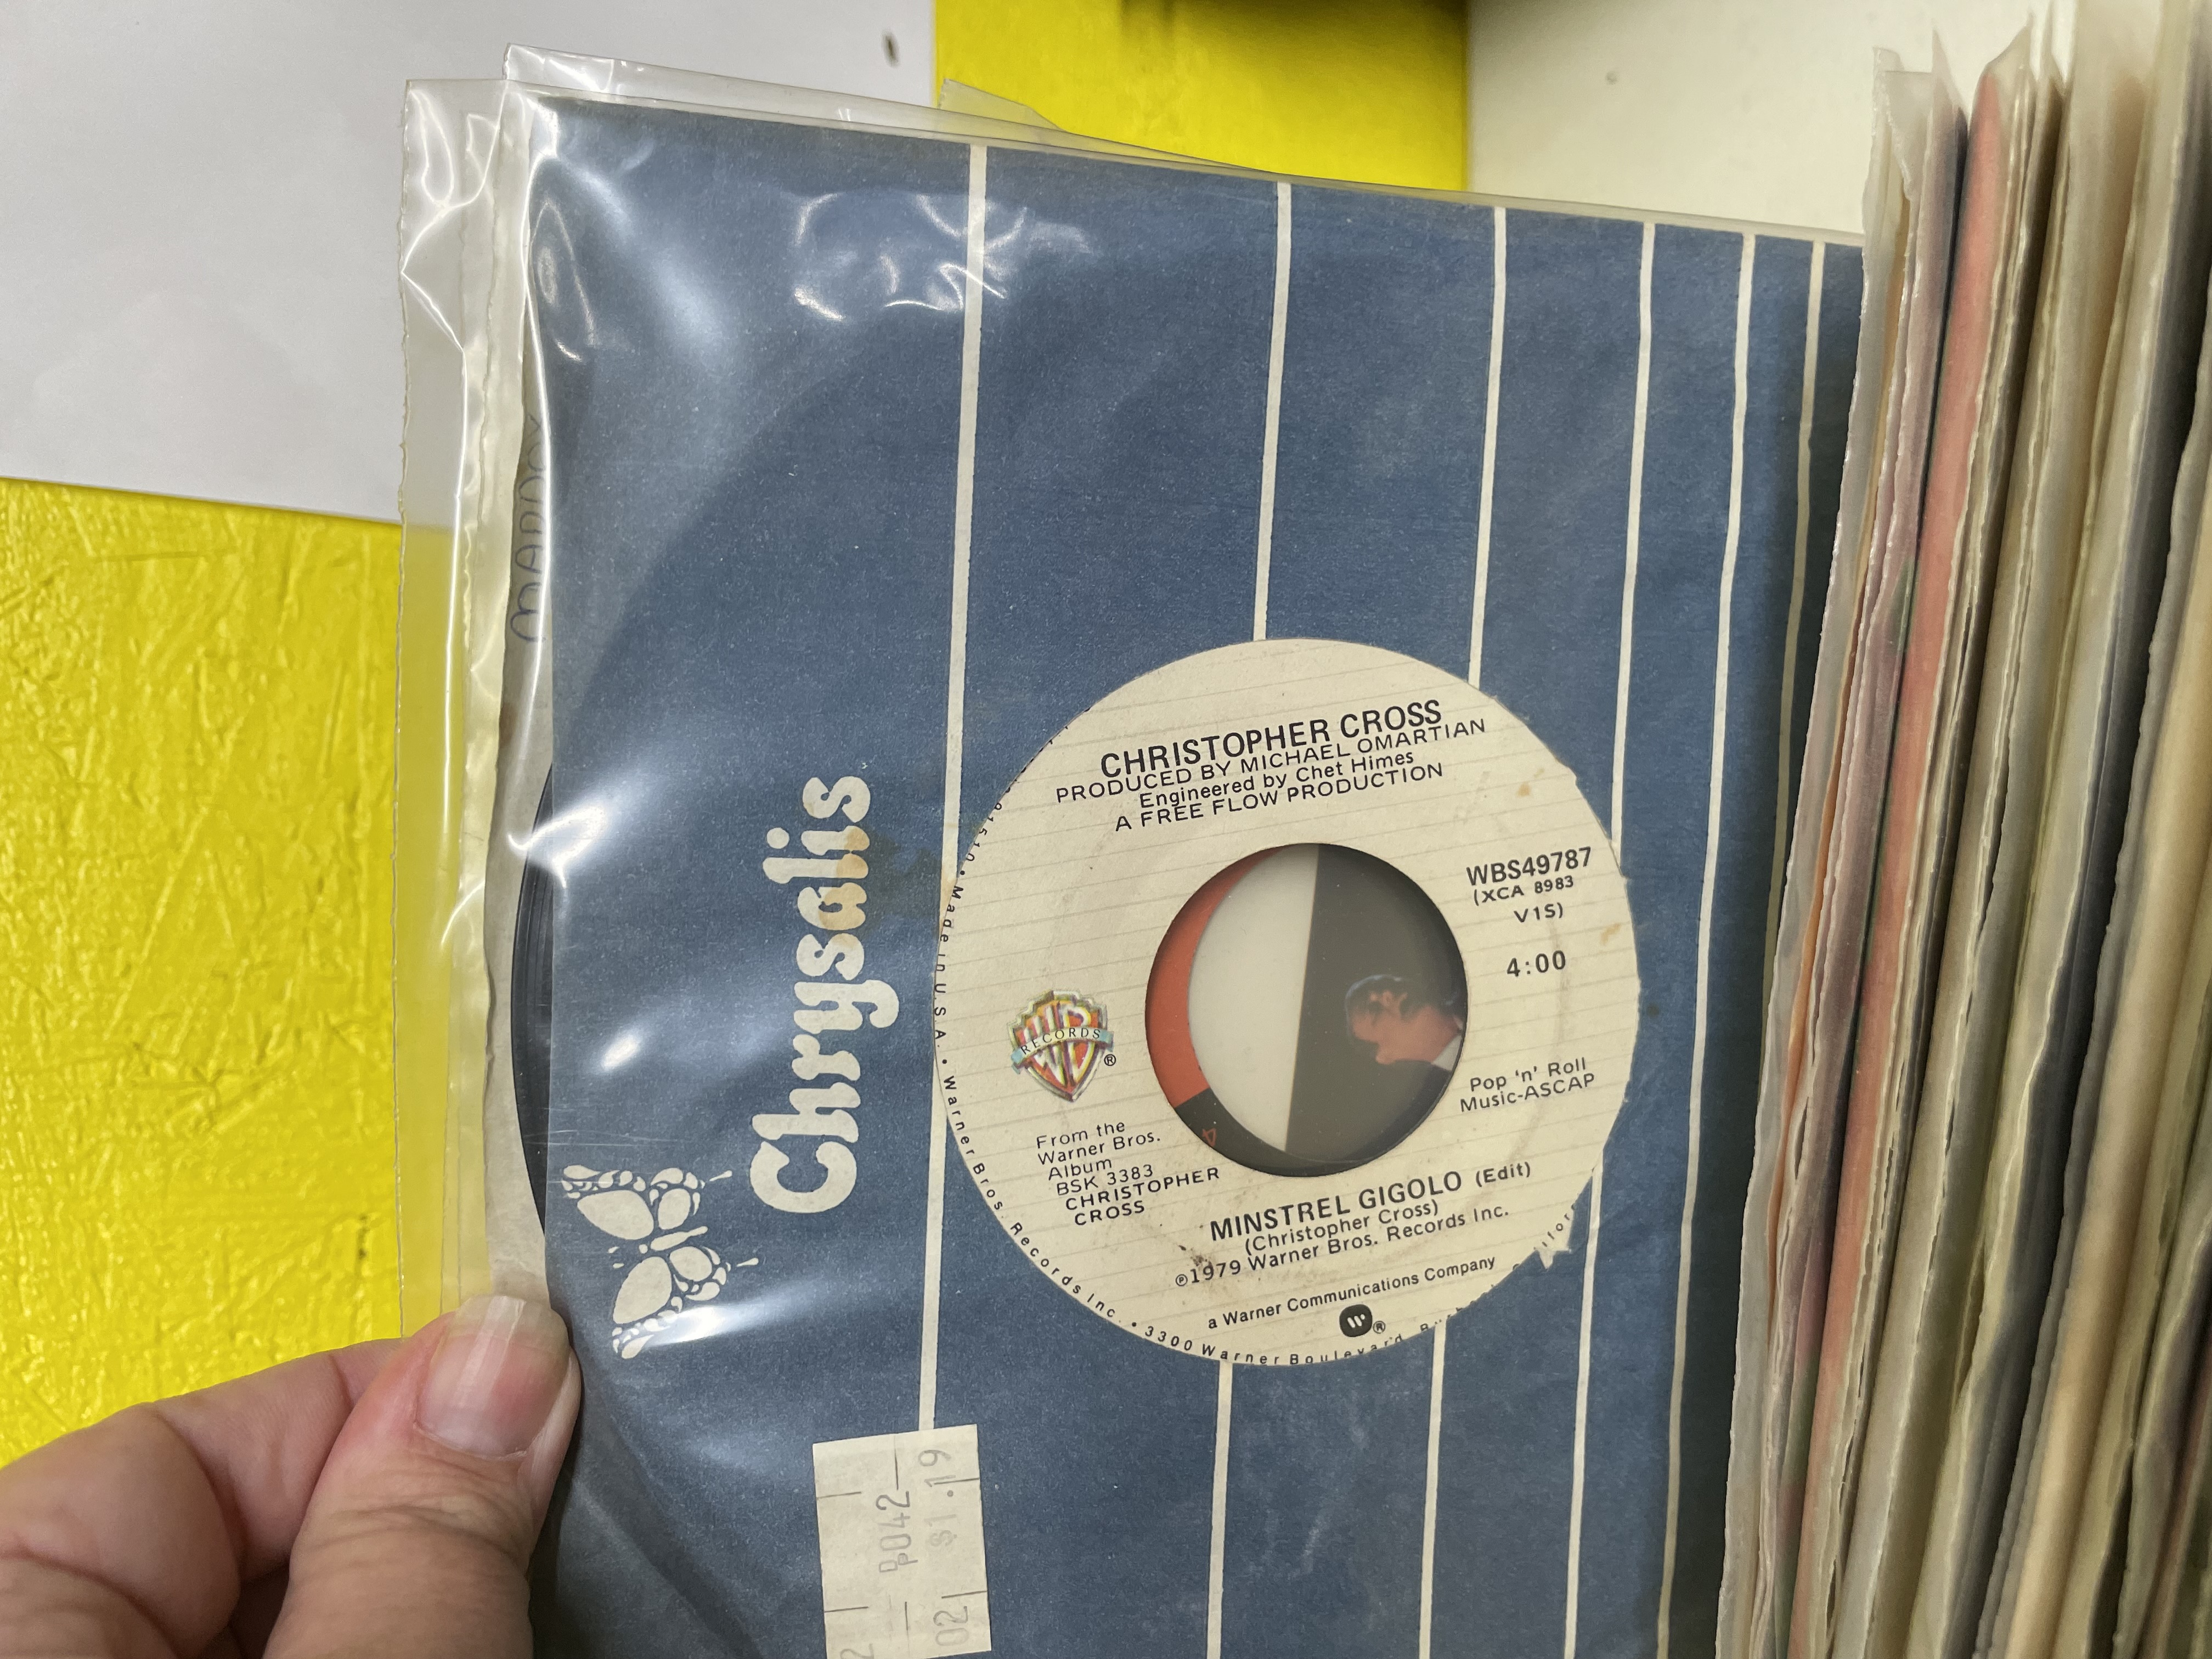 Chrysalis
CHRISTOPHER CROSS
PRODUCED BY MICHAEL OMARTIAN
Engineered by Chet Himes
A FREE FLOW PRODUCTION
WBS49787
(XCA 8983
V1S)
4:00
RECORDS
®
Pop 'n' Roll
Music-ASCAP
From the
Warner Bros.
Album
BSK 3383
CHRISTOPHER
CROSS
MINSTREL GIGOLO (Edit)
(Christopher Cross)
℗1979 Warner Bros. Records Inc.
a Warner Communications Company
®
91510 • Made in U.S.A. • Warner Bros. Records Inc. • 3300 Warner Boulevard,
P042
02 $1.19